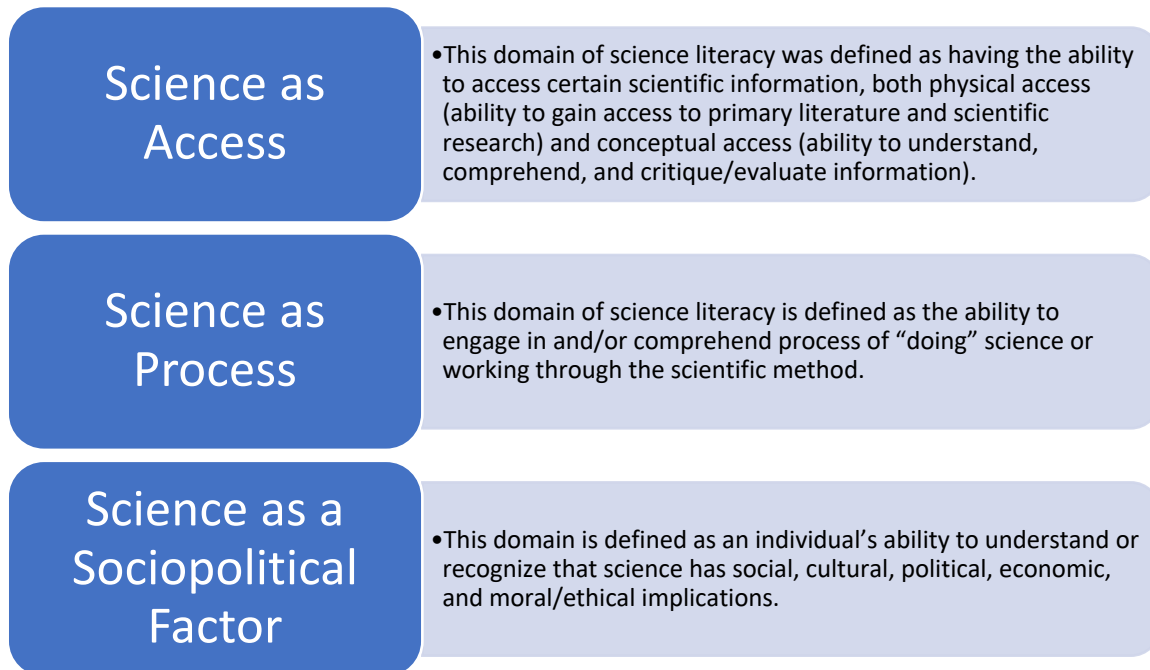 Science as
Access
•This domain of science literacy was defined as having the ability
to access certain scientific information, both physical access
(ability to gain access to primary literature and scientific
research) and conceptual access (ability to understand,
comprehend, and critique/evaluate information).
Science as
Process
•This domain of science literacy is defined as the ability to
engage in and/or comprehend process of “doing” science or
working through the scientific method.
Science as a
Sociopolitical
Factor
•This domain is defined as an individual’s ability to understand or
recognize that science has social, cultural, political, economic,
and moral/ethical implications.